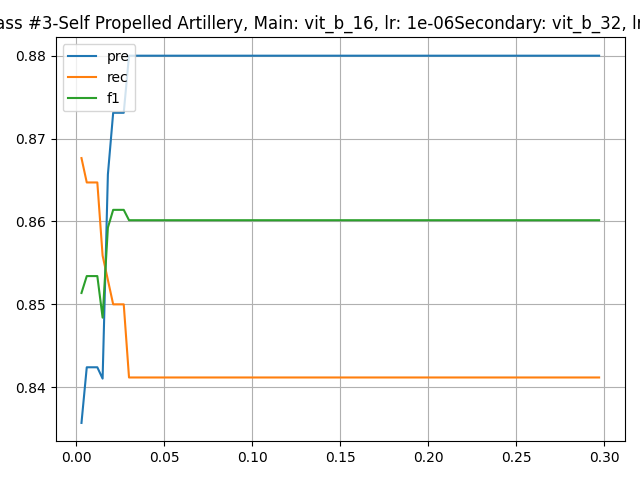 ass #3-Self Propelled Artillery, Main: vit_b_16, lr: 1e-06Secondary: vit_b_32, lr
pre
rec
f1
0.88
0.87
0.86
0.85
0.84
0.00 0.05 0.10 0.15 0.20 0.25 0.30